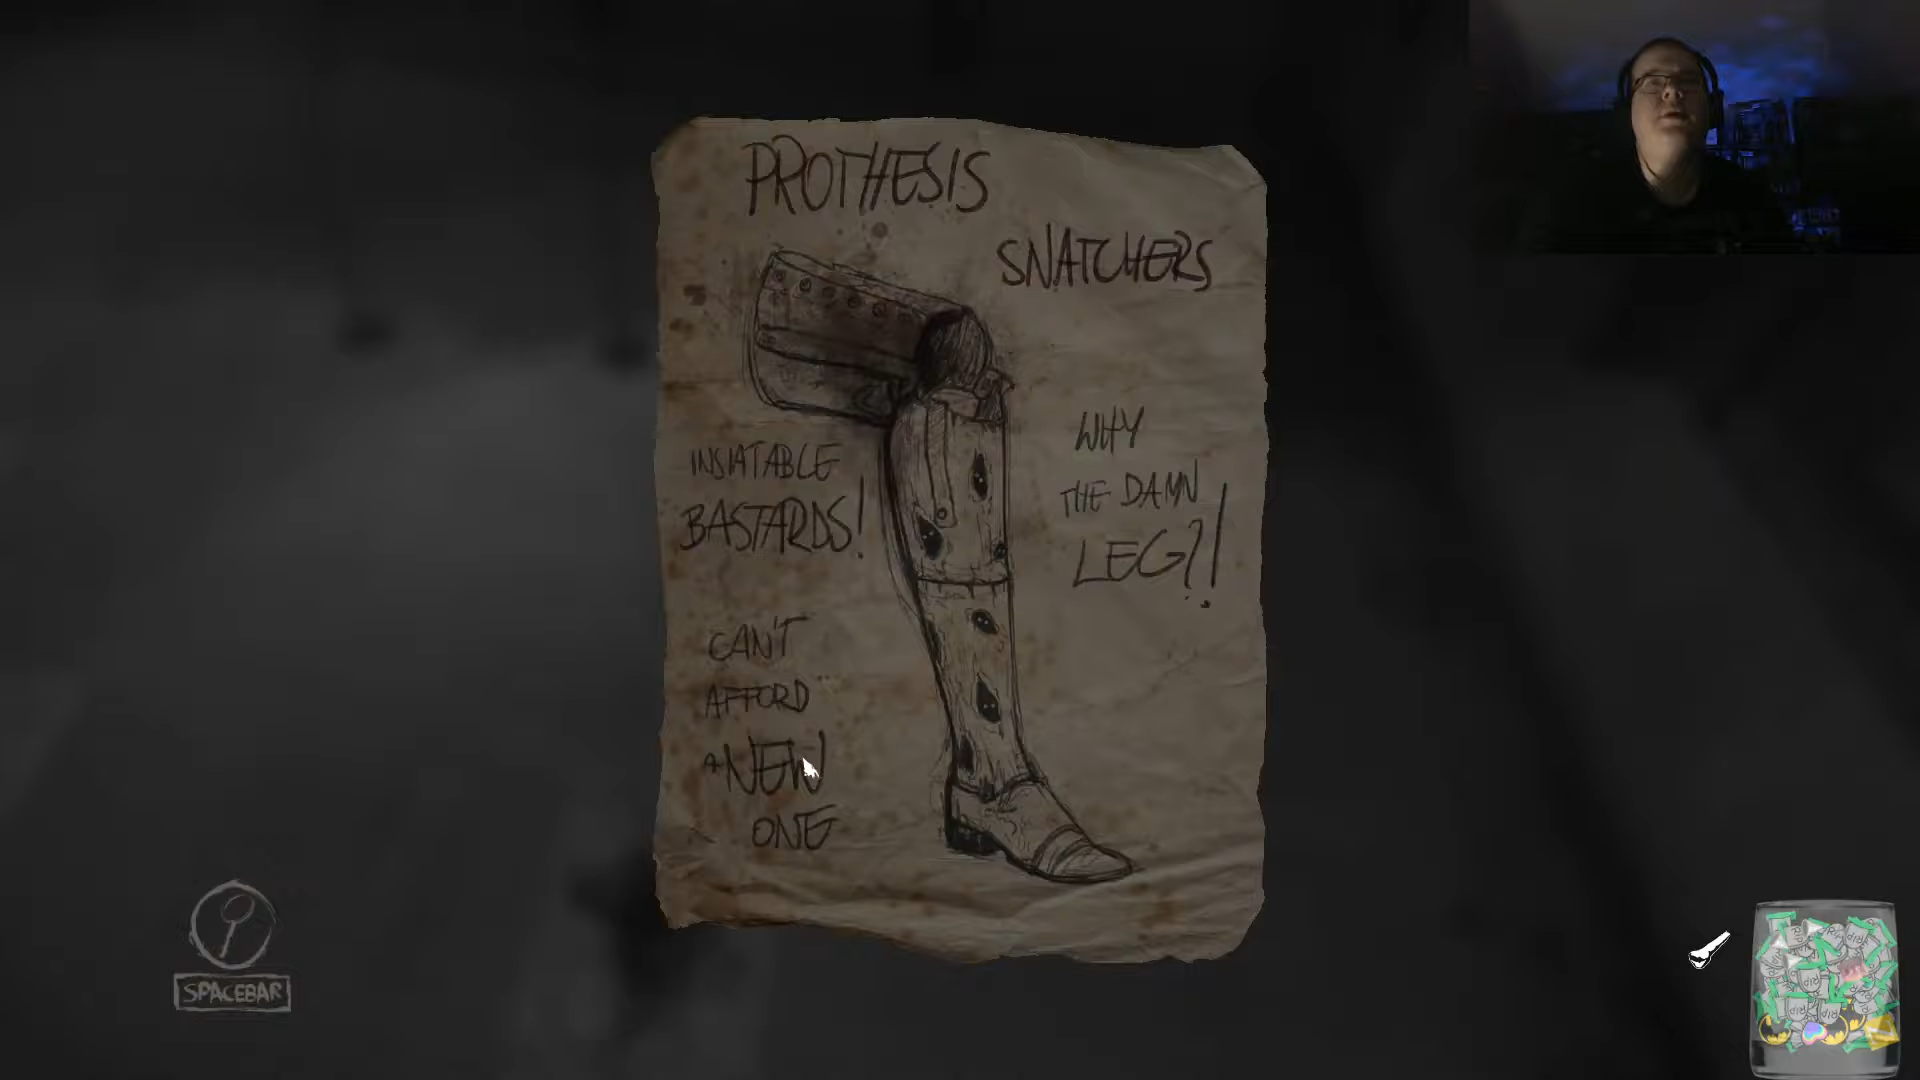 PROTHESIS
SNATCHERS
INSIATABLE
BASTARDS!
WHY
THE DAMN
LEG?!
CAN'T
AFFORD
A NEW
ONE
SPACEBAR